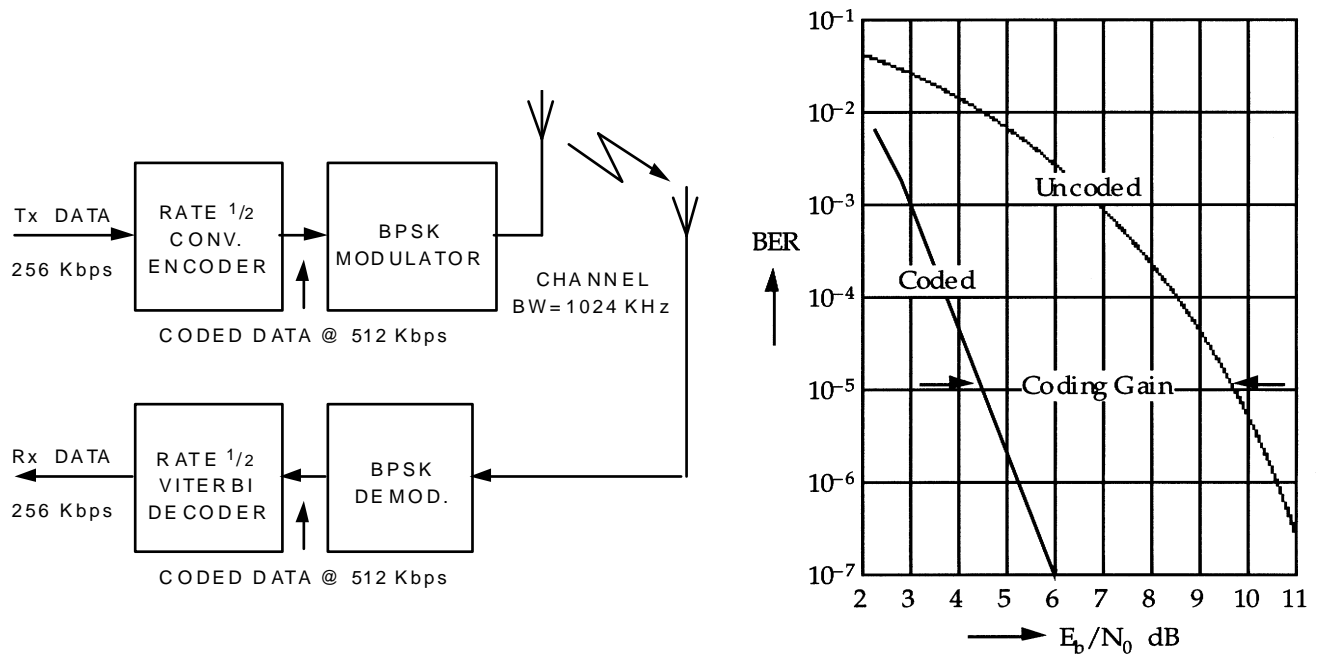 Tx DATA
256 Kbps
RATE 1/2
CONV.
ENCODER
BPSK
MODULATOR
CODED DATA @ 512 Kbps
CHANNEL
BW=1024 KHz
Rx DATA
256 Kbps
RATE 1/2
VITERBI
DECODER
BPSK
DEMOD.
CODED DATA @ 512 Kbps
10⁻¹
10⁻²
10⁻³
10⁻⁴
10⁻⁵
10⁻⁶
10⁻⁷
BER
Uncoded
Coded
Coding Gain
2 3 4 5 6 7 8 9 10 11
E_b/N_0 dB